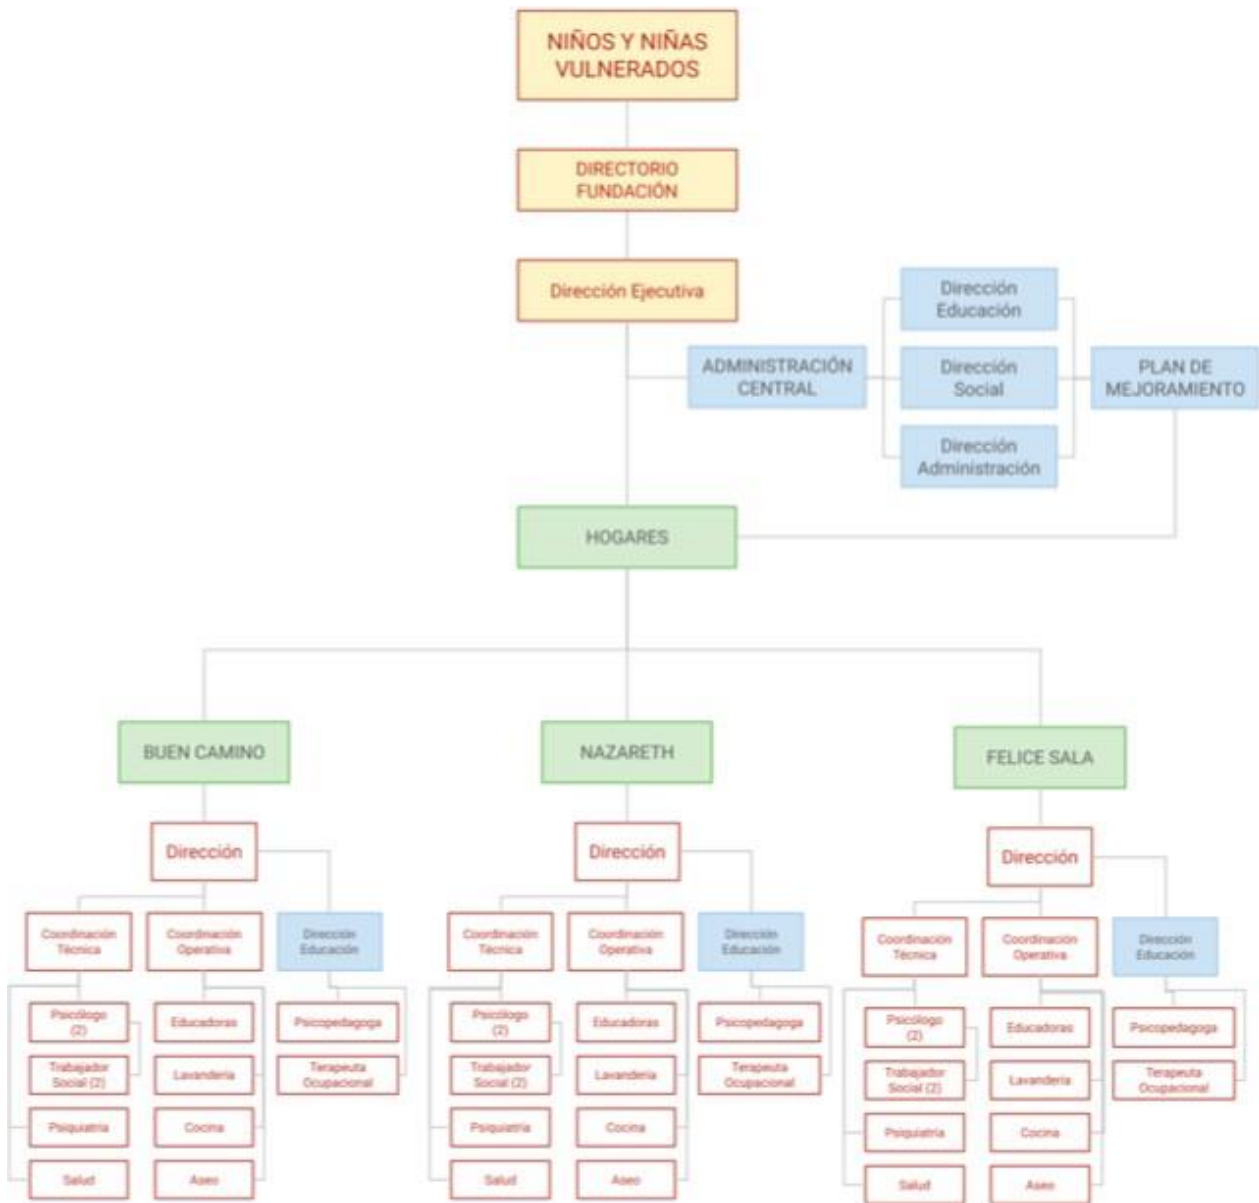 NIÑOS Y NIÑAS
VULNERADOS
DIRECTORIO
FUNDACIÓN
Dirección Ejecutiva
ADMINISTRACIÓN
CENTRAL
Dirección
Educación
Dirección
Social
Dirección
Administración
PLAN DE
MEJORAMIENTO
HOGARES
BUEN CAMINO
Dirección
Coordinación
Técnica
Psicólogo
(2)
Trabajador
Social (2)
Psiquiatría
Salud
Coordinación
Operativa
Educadoras
Lavandería
Cocina
Aseo
Dirección
Educación
Psicopedagoga
Terapeuta
Ocupacional
NAZARETH
Dirección
Coordinación
Técnica
Psicólogo
(2)
Trabajador
Social (2)
Psiquiatría
Salud
Coordinación
Operativa
Educadoras
Lavandería
Cocina
Aseo
Dirección
Educación
Psicopedagoga
Terapeuta
Ocupacional
FELICE SALA
Dirección
Coordinación
Técnica
Psicólogo
(2)
Trabajador
Social (2)
Psiquiatría
Salud
Coordinación
Operativa
Educadoras
Lavandería
Cocina
Aseo
Dirección
Educación
Psicopedagoga
Terapeuta
Ocupacional